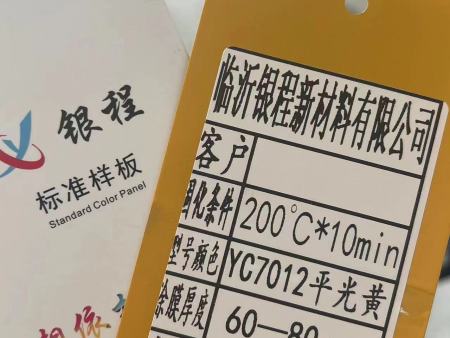 银程
标准样板
Standard Color Panel
相依
临沂银程新材料有限公司
客户
固化条件 200℃*10min
型号颜色 YC7012平光黄
涂膜厚度 60—80